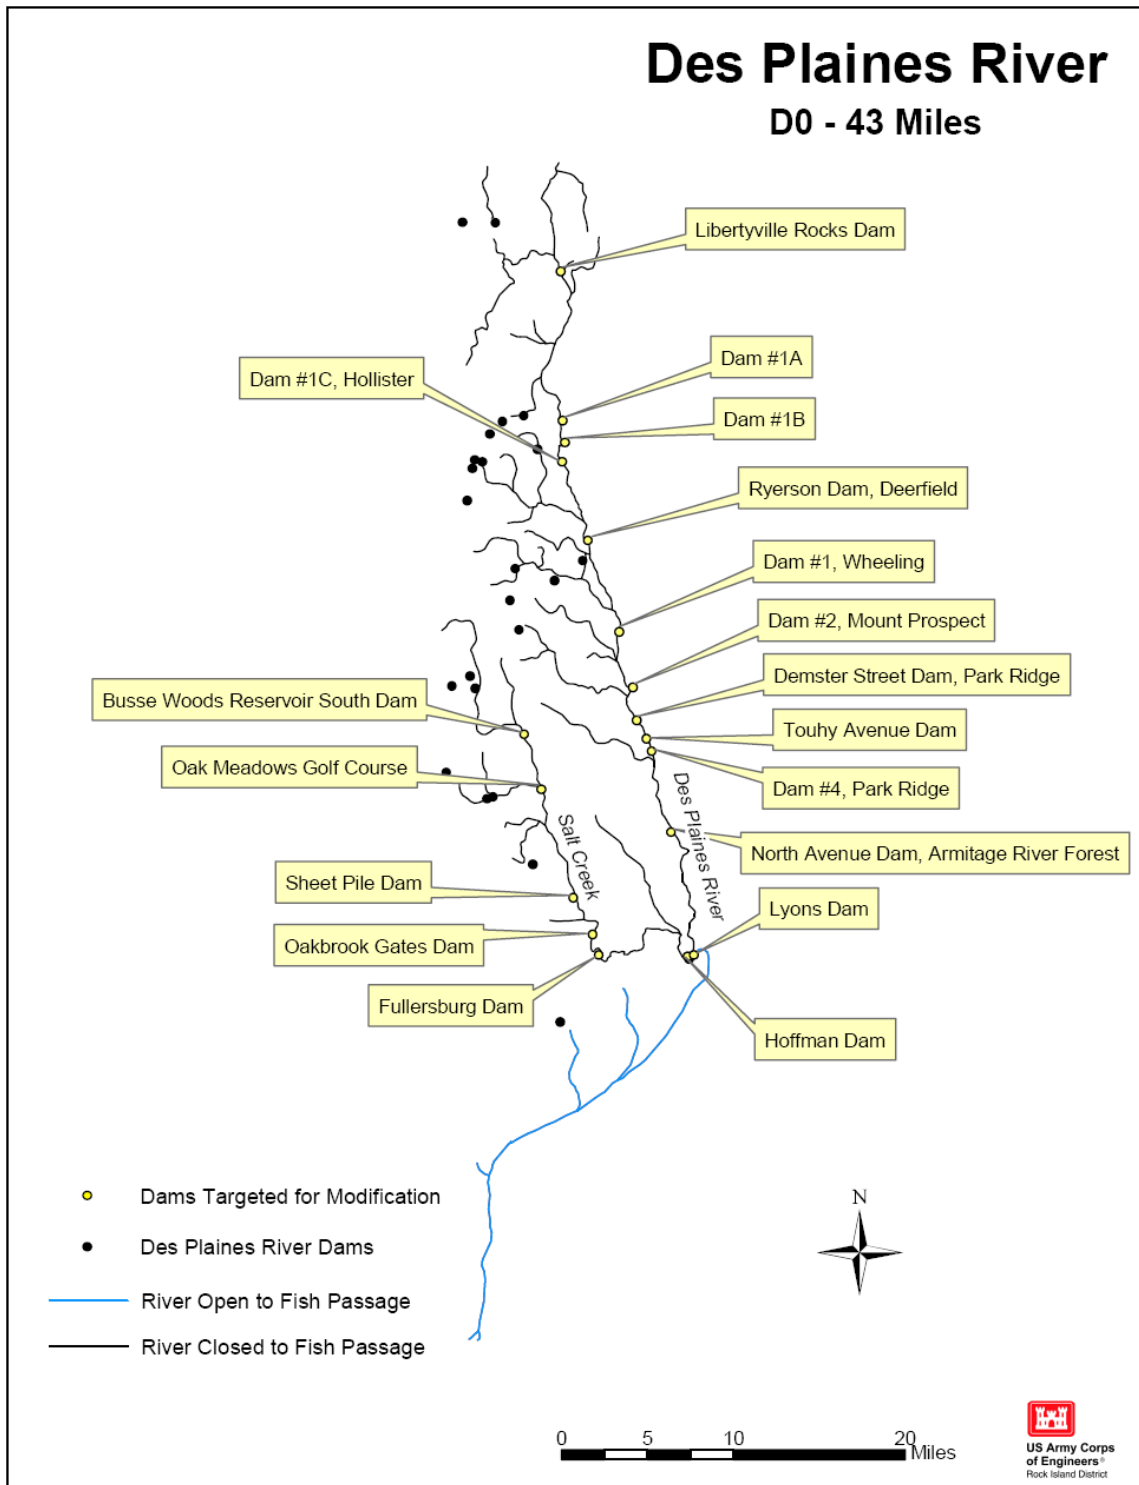 Des Plaines River
D0 - 43 Miles
Libertyville Rocks Dam
Dam #1A
Dam #1C, Hollister
Dam #1B
Ryerson Dam, Deerfield
Dam #1, Wheeling
Dam #2, Mount Prospect
Demster Street Dam, Park Ridge
Busse Woods Reservoir South Dam
Touhy Avenue Dam
Oak Meadows Golf Course
Dam #4, Park Ridge
Des Plaines River
Salt Creek
North Avenue Dam, Armitage River Forest
Sheet Pile Dam
Lyons Dam
Oakbrook Gates Dam
Fullersburg Dam
Hoffman Dam
Dams Targeted for Modification
Des Plaines River Dams
River Open to Fish Passage
River Closed to Fish Passage
N
0 5 10 20
Miles
US Army Corps
of Engineers®
Rock Island District